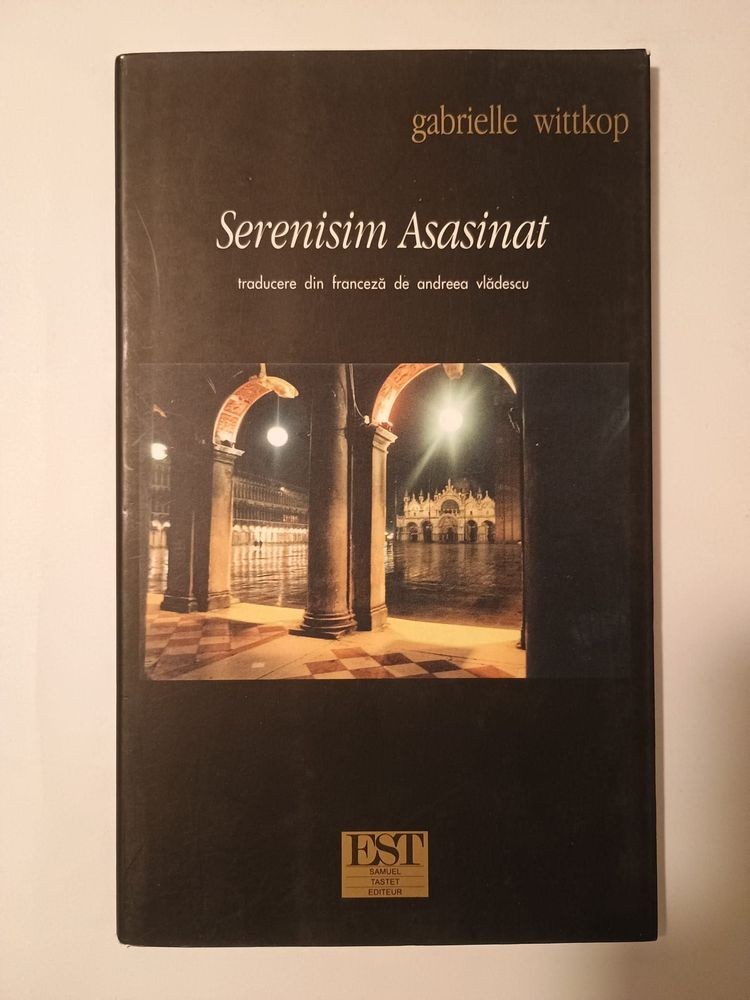 gabrielle wittkop
Serenisim Asasinat
traducere din franceză de andreea vlădescu
EST
SAMUEL
TASTET
EDITEUR